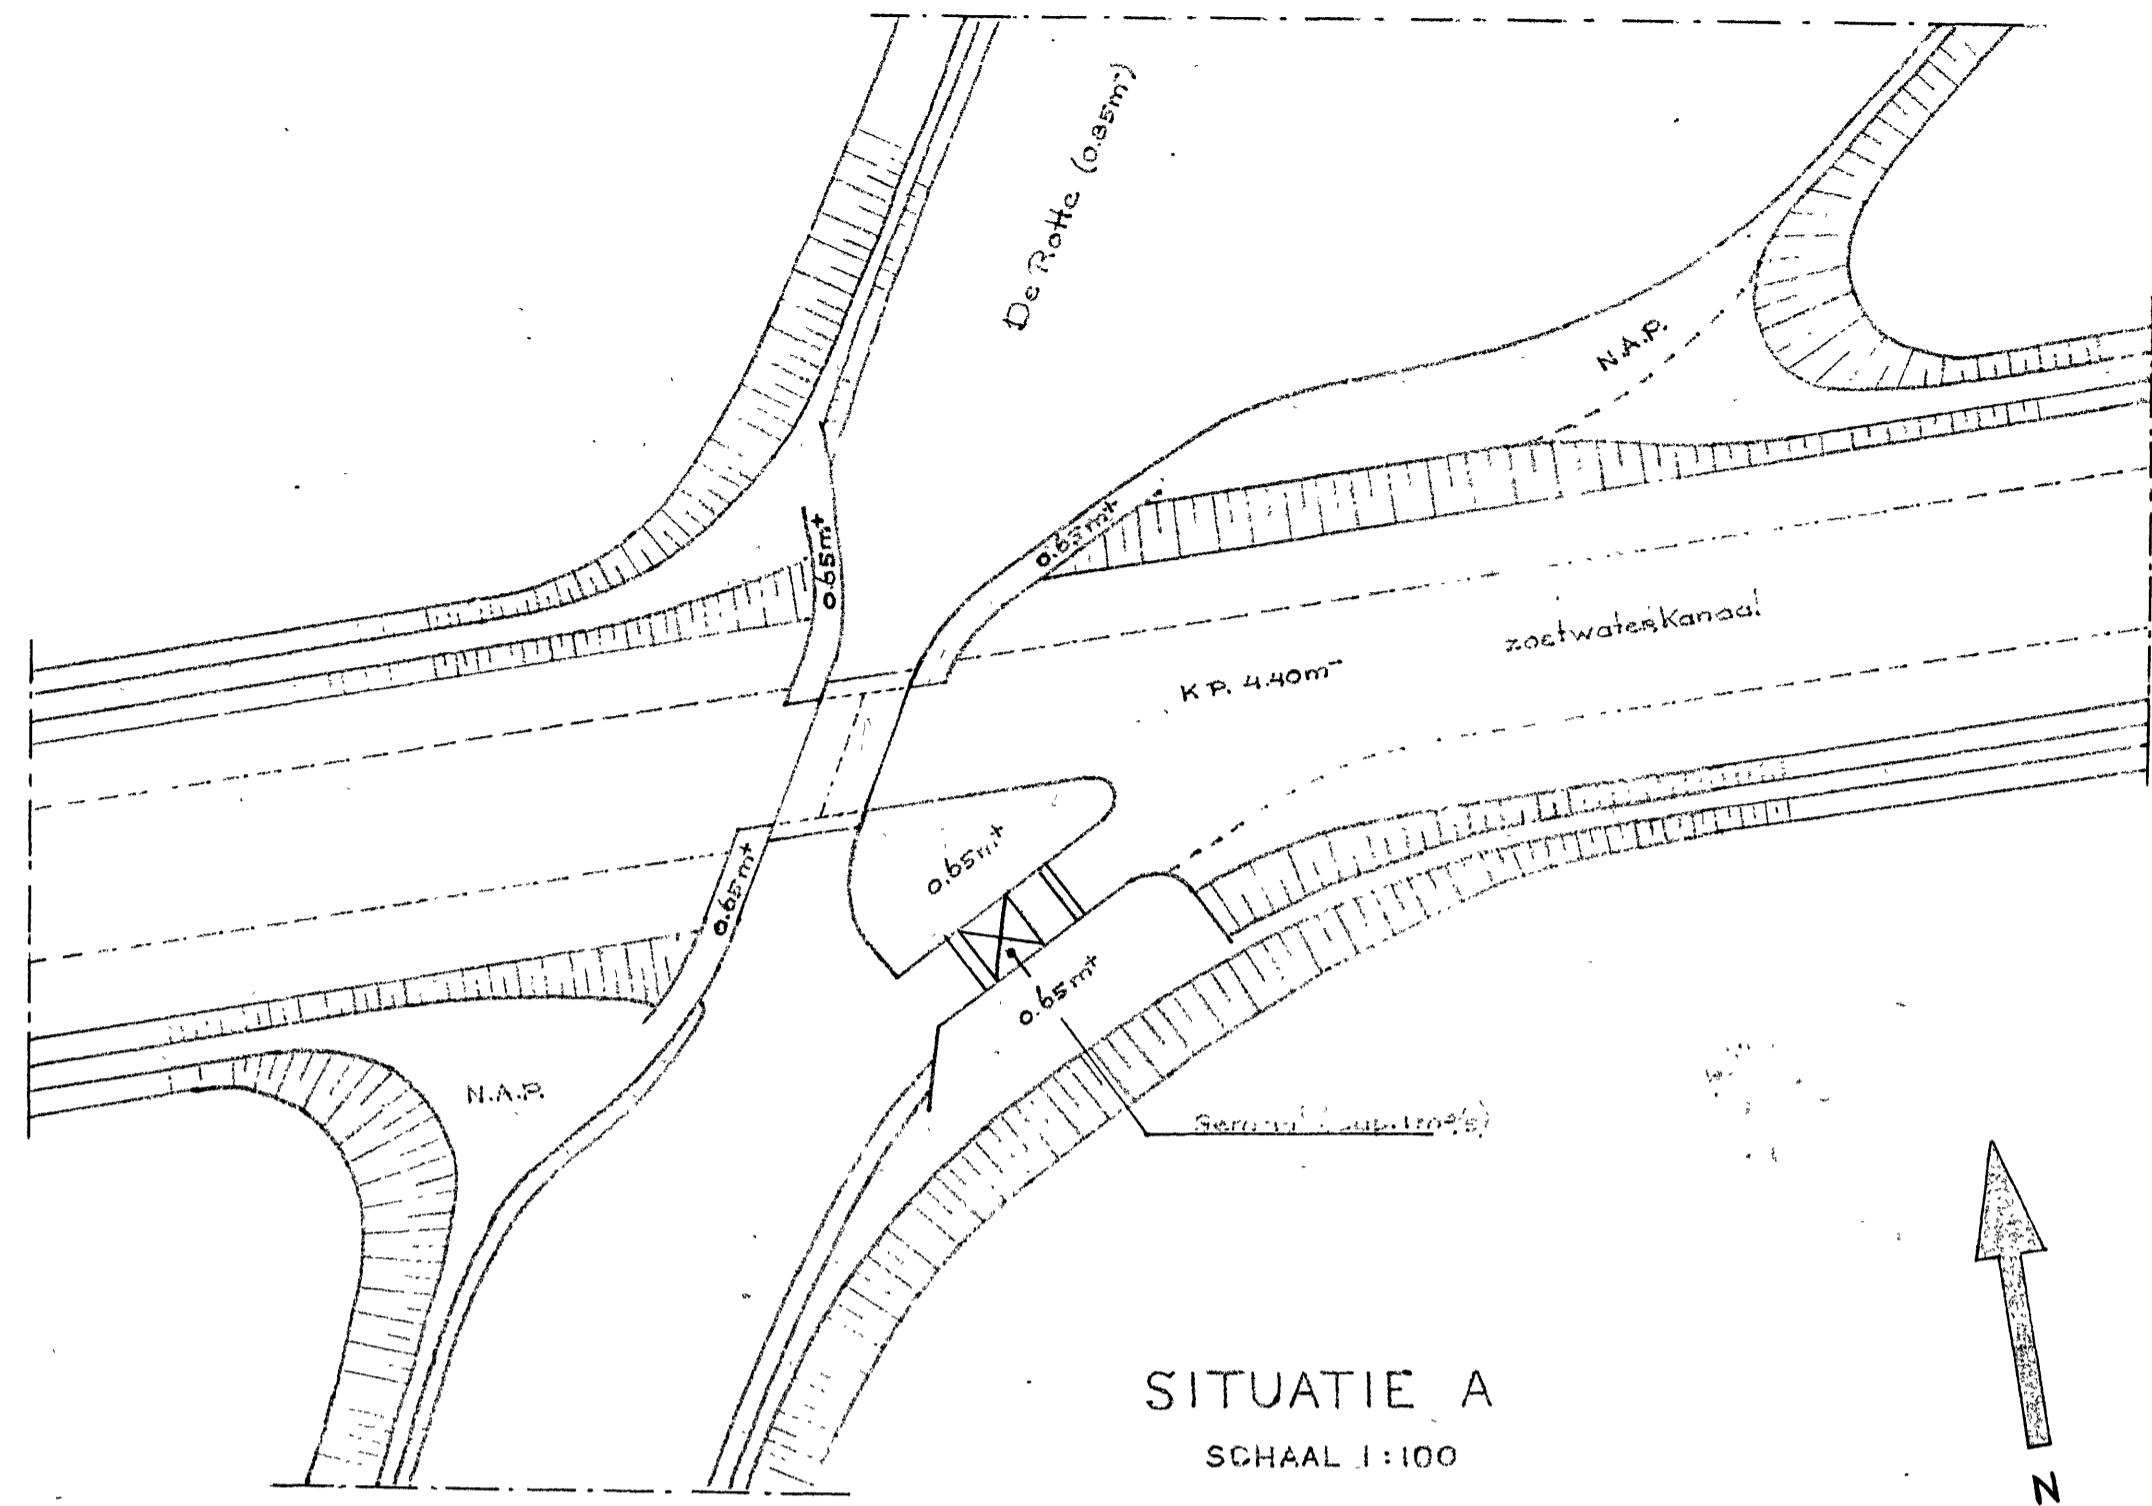 De Rotte (0.85m-)
N.A.P.
0.65m+
0.65m+
zoetwaterkanaal
K P. 4.40m-
0.65m+
0.65m+
0.65m+
N.A.P.
SITUATIE A
SCHAAL 1:100
N